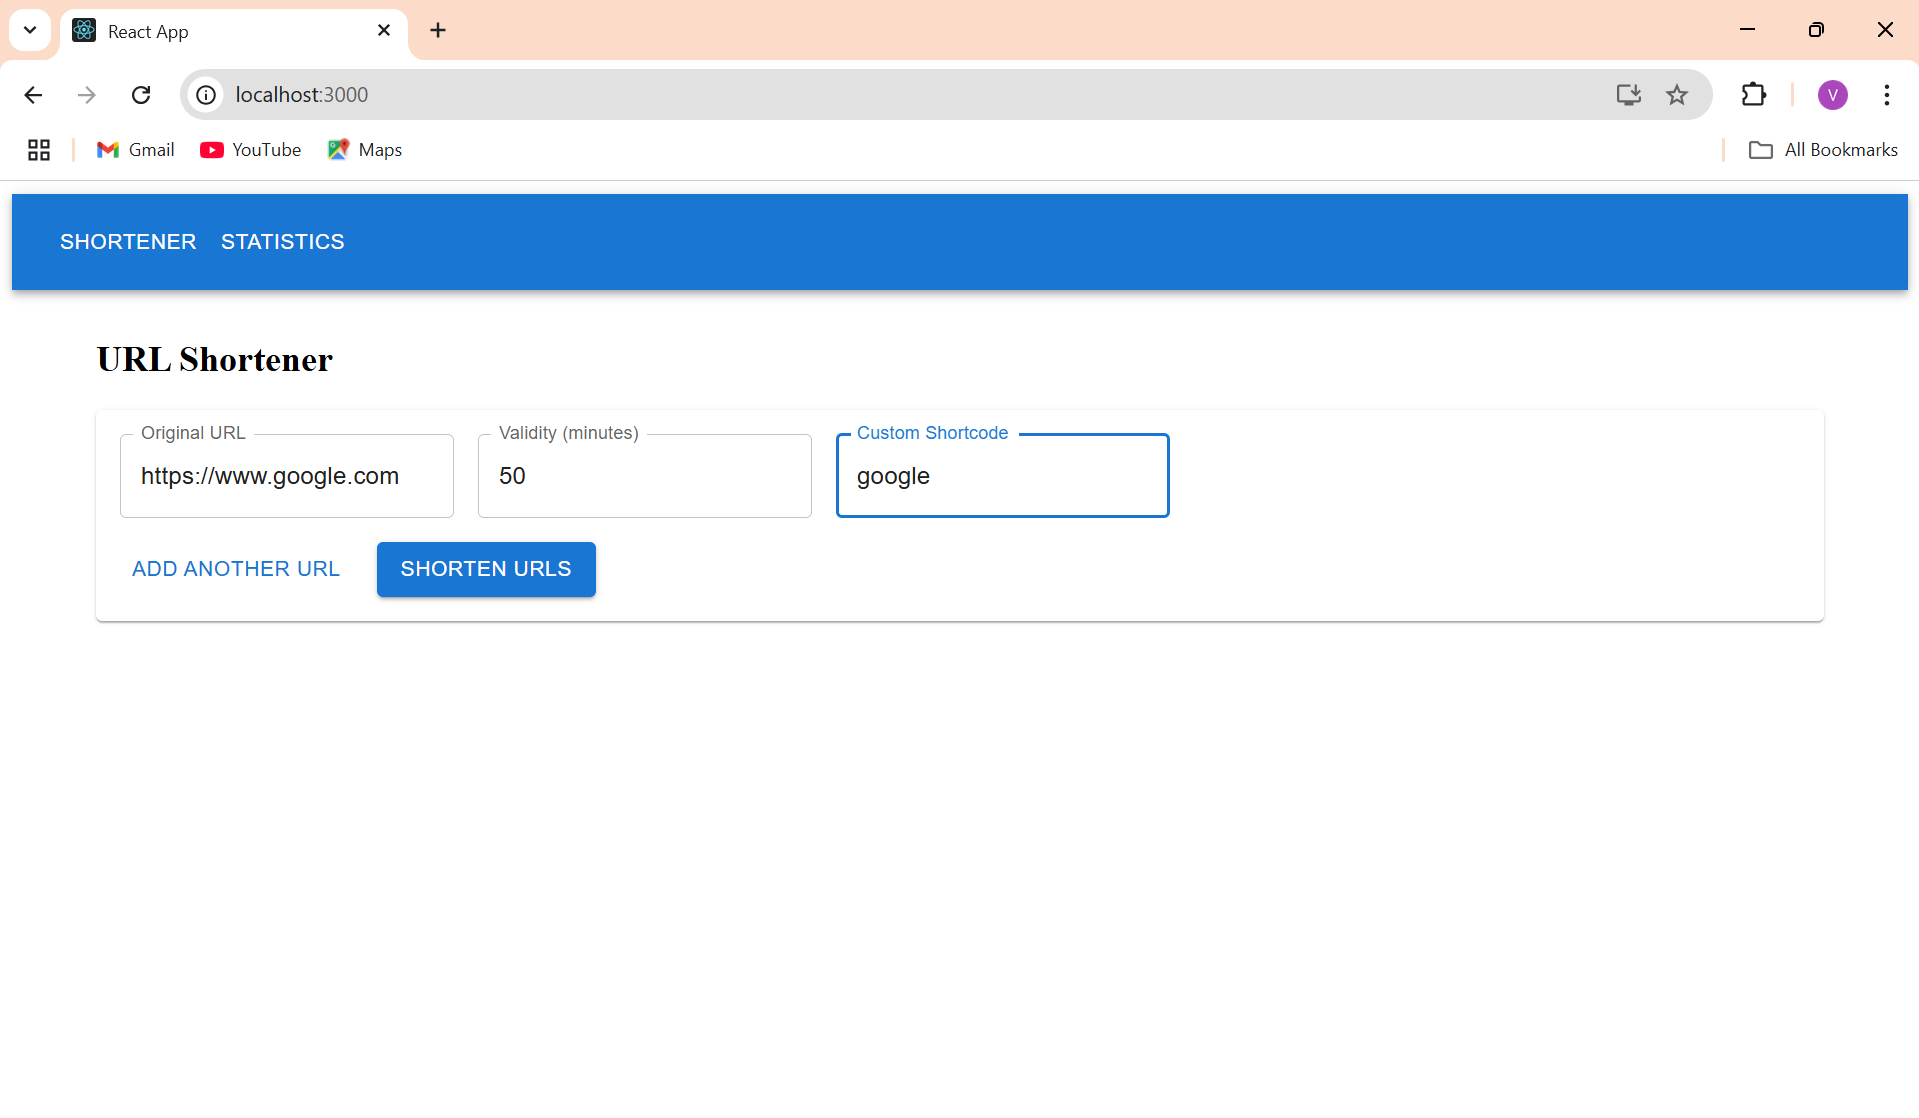 React App
localhost:3000
V
Gmail YouTube Maps All Bookmarks
SHORTENER STATISTICS
URL Shortener
Original URL Validity (minutes) Custom Shortcode
https://www.google.com 50 google
ADD ANOTHER URL SHORTEN URLS